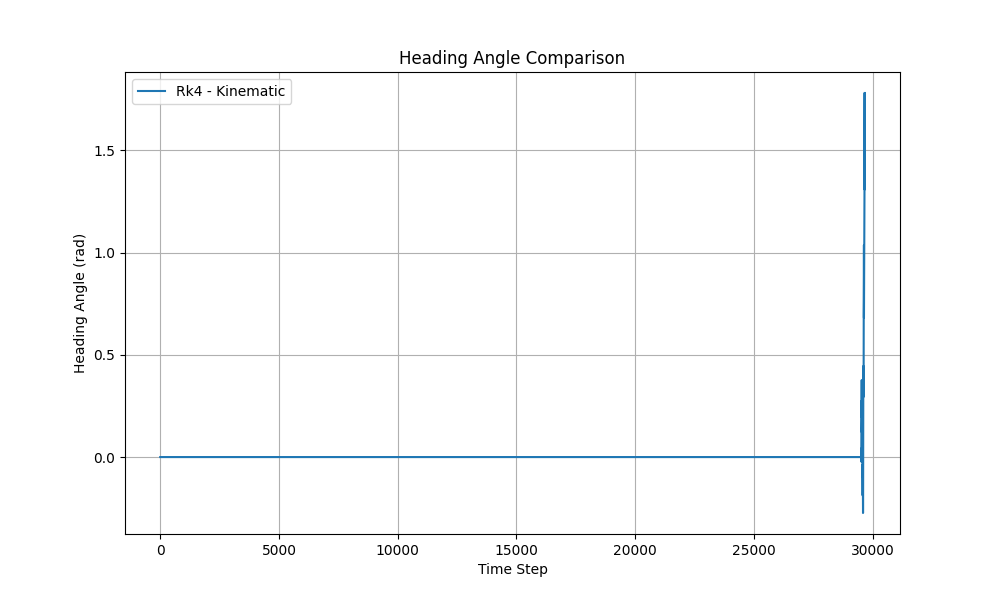 Heading Angle Comparison
Rk4 - Kinematic
Heading Angle (rad)
1.5
1.0
0.5
0.0
0 5000 10000 15000 20000 25000 30000
Time Step